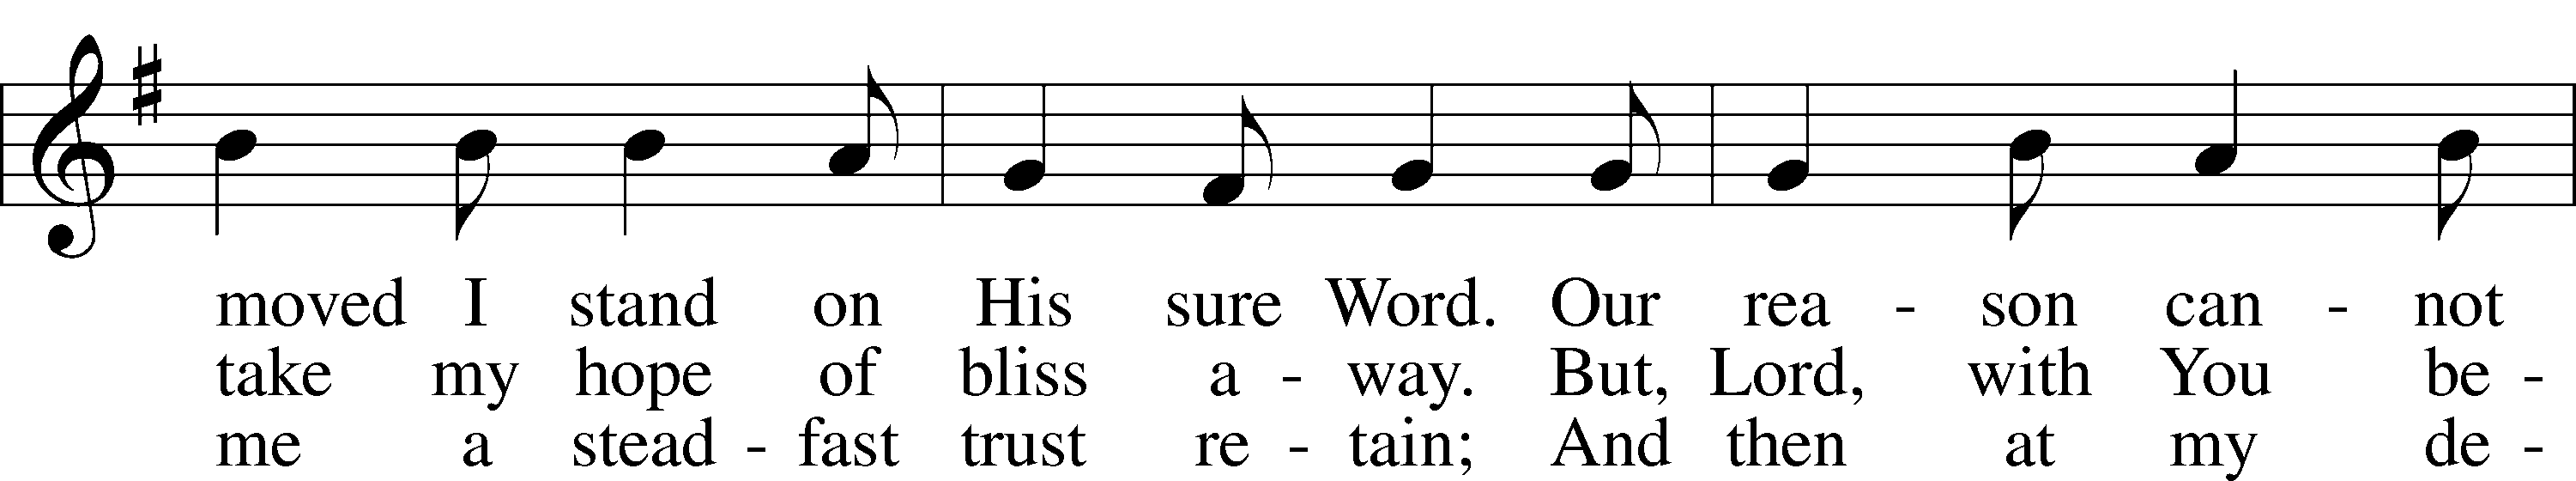 moved I stand on His sure Word. Our rea - son can - not
take my hope of bliss a - way. But, Lord, with You be -
me a stead - fast trust re - tain; And then at my de -